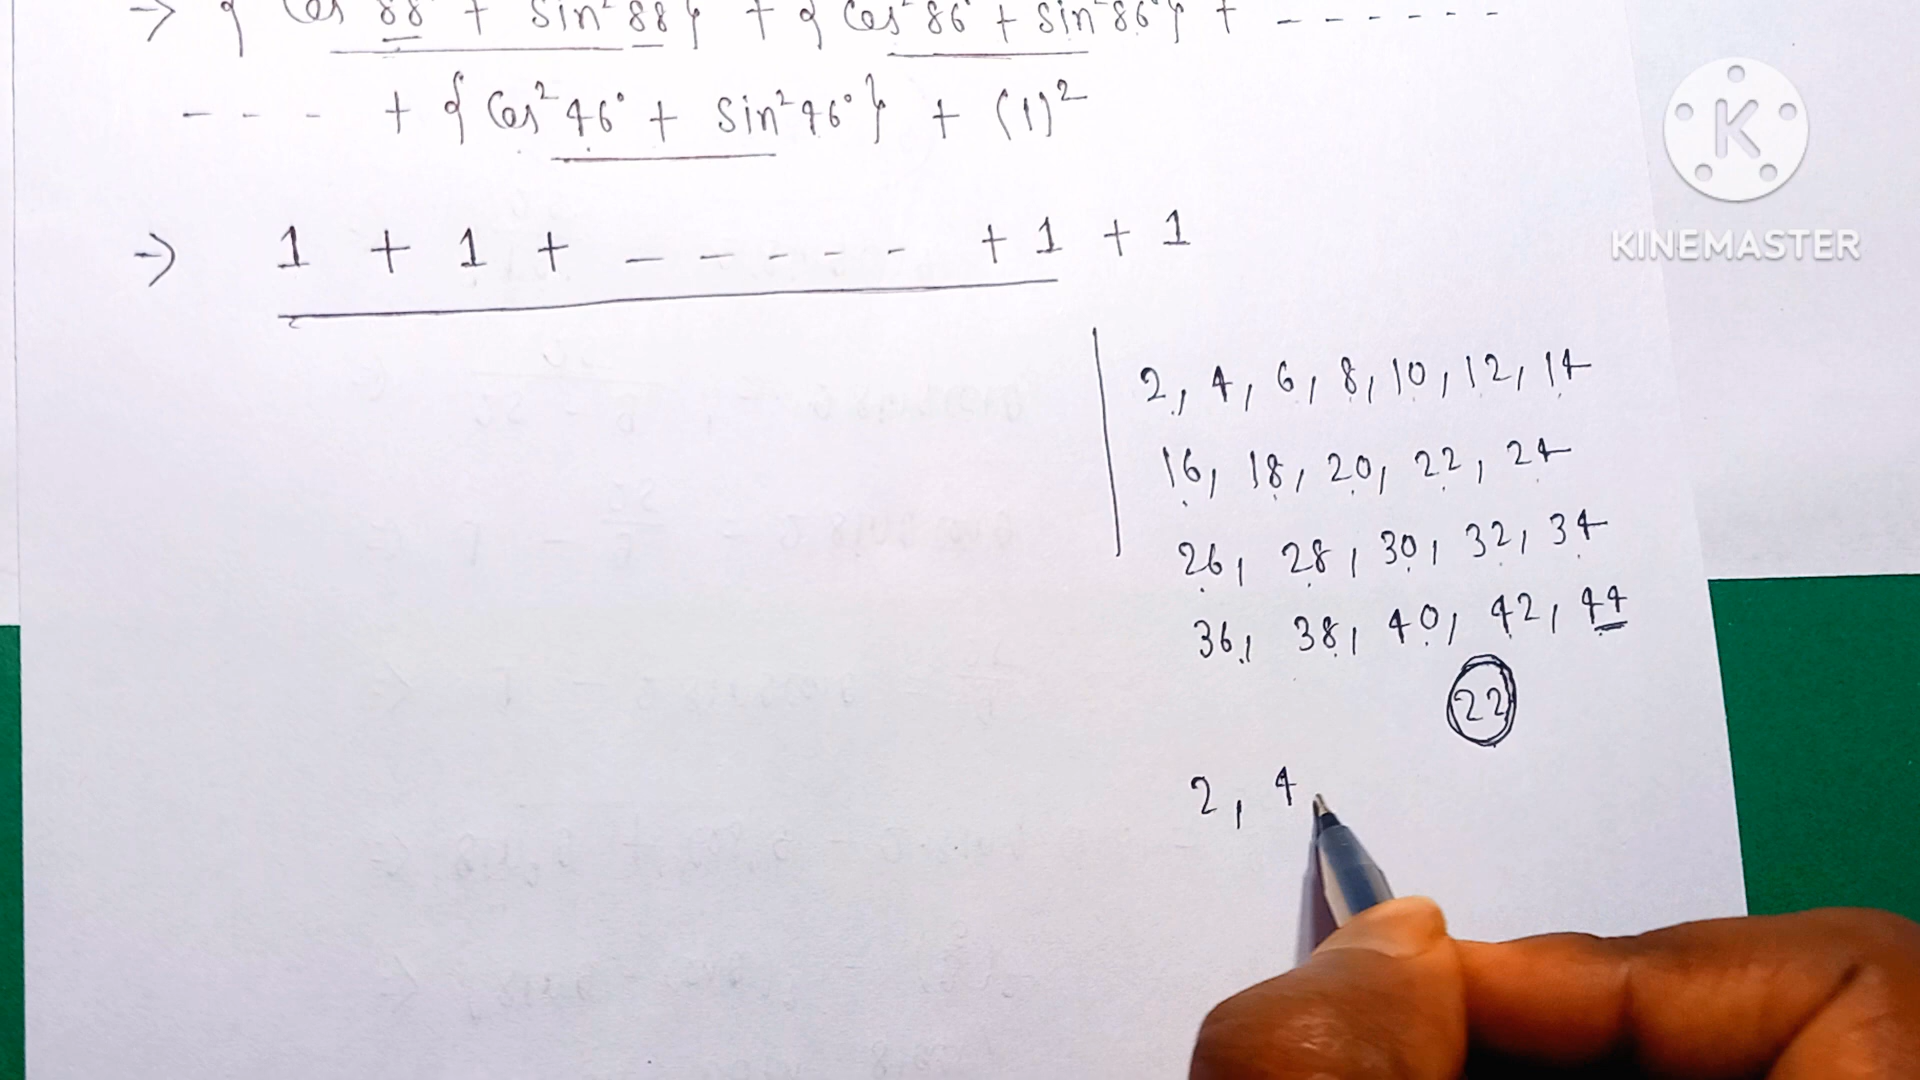 → { Cos² 88° + Sin² 88 } + { Cos² 86° + Sin² 86° } + - - - - - -
- - - + { Cos² 46° + Sin² 46° } + (1)²
→ 1 + 1 + - - - - - + 1 + 1
KINEMASTER
2, 4, 6, 8, 10, 12, 14
16, 18, 20, 22, 24
26, 28, 30, 32, 34
36, 38, 40, 42, 44
22
2, 4